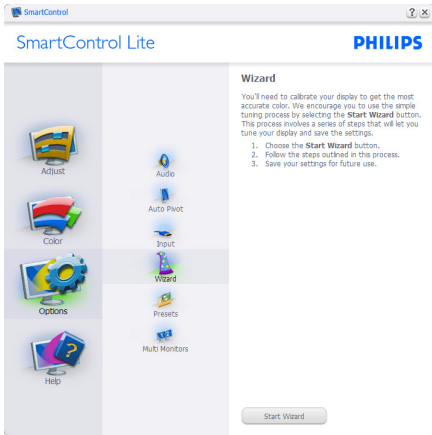 SmartControl
SmartControl Lite
PHILIPS
Adjust
Color
Options
Help
Audio
Auto Pivot
Input
Wizard
Presets
Multi Monitors
Wizard
You'll need to calibrate your display to get the most
accurate color. We encourage you to use the simple
tuning process by selecting the Start Wizard button.
This process involves a series of steps that will let you
tune your display and save the settings.
1. Choose the Start Wizard button.
2. Follow the steps outlined in this process.
3. Save your settings for future use.
Start Wizard